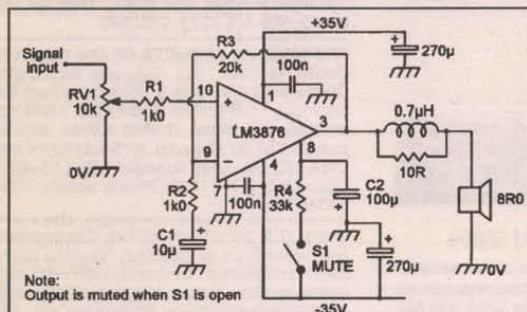 +35V
Signal
input
R3
20k
100n
+
270µ
RV1
10k
R1
1k0
10
+
1
LM3876
3
0.7µH
10R
8
9
−
4
7
0V
R2
1k0
100n
R4
33k
C2
100µ
+
8R0
C1
10µ
+
S1
MUTE
+
270µ
0V
Note:
Output is muted when S1 is open
-35V